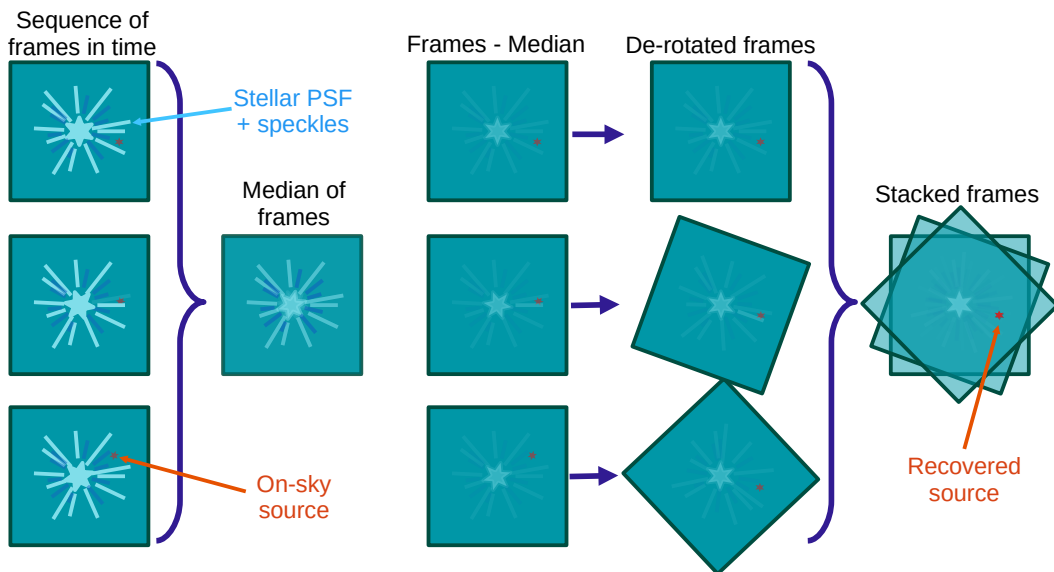 Sequence of
frames in time
Stellar PSF
+ speckles
Median of
frames
On-sky
source
Frames - Median
De-rotated frames
Stacked frames
Recovered
source